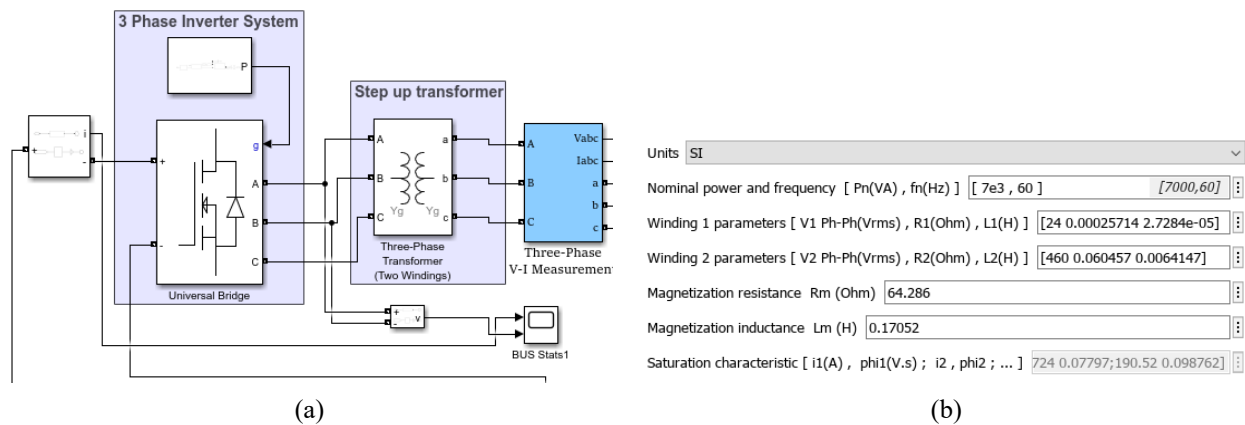 3 Phase Inverter System
P
i
+
-
g
+
-
A
B
C
Universal Bridge
Step up transformer
A
B
C
a
b
c
Yg
Yg
Three-Phase
Transformer
(Two Windings)
A
B
C
Vabc
Iabc
a
b
c
Three-Phase
V-I Measuremen
+
-
v
BUS Stats1
(a)
Units SI
Nominal power and frequency [ Pn(VA) , fn(Hz) ] [ 7e3 , 60 ] [7000,60]
Winding 1 parameters [ V1 Ph-Ph(Vrms) , R1(Ohm) , L1(H) ] [24 0.00025714 2.7284e-05]
Winding 2 parameters [ V2 Ph-Ph(Vrms) , R2(Ohm) , L2(H) ] [460 0.060457 0.0064147]
Magnetization resistance Rm (Ohm) 64.286
Magnetization inductance Lm (H) 0.17052
Saturation characteristic [ i1(A) , phi1(V.s) ; i2 , phi2 ; ... ] 724 0.07797;190.52 0.098762]
(b)